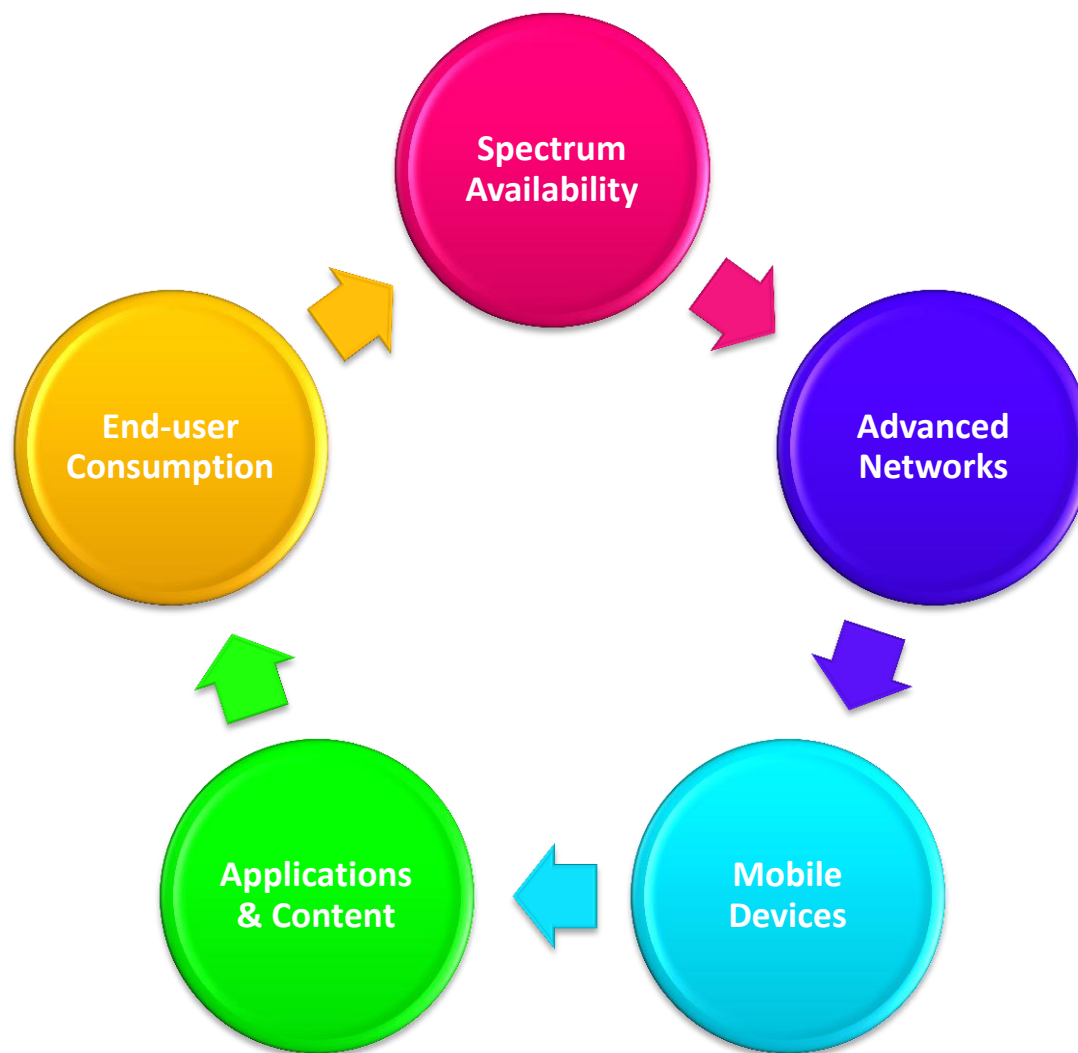 Spectrum
Availability
Advanced
Networks
Mobile
Devices
Applications
& Content
End-user
Consumption